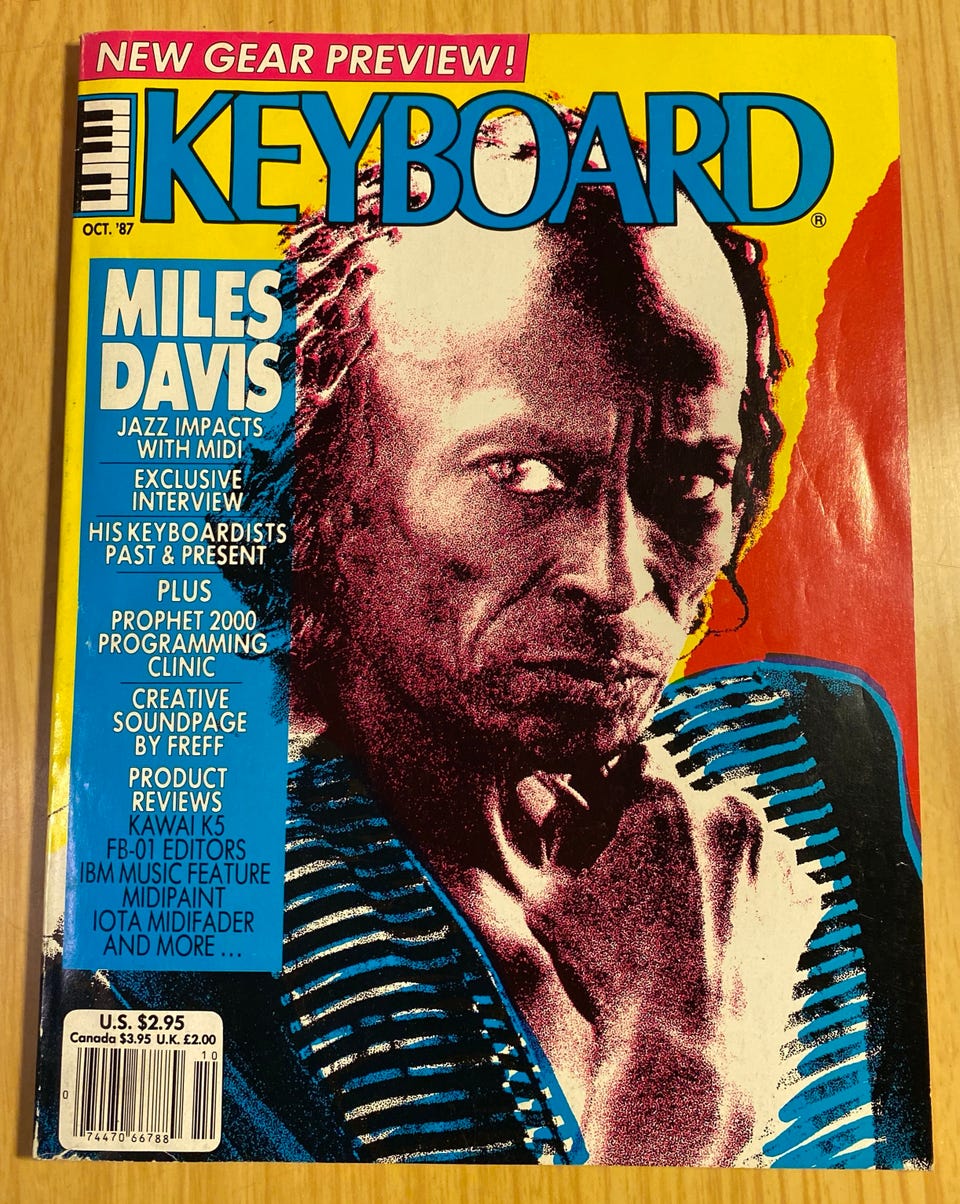 NEW GEAR PREVIEW!
KEYBOARD®
OCT. '87
MILES
DAVIS
JAZZ IMPACTS
WITH MIDI
EXCLUSIVE
INTERVIEW
HIS KEYBOARDISTS
PAST & PRESENT
PLUS
PROPHET 2000
PROGRAMMING
CLINIC
CREATIVE
SOUNDPAGE
BY FREFF
PRODUCT
REVIEWS
KAWAI K5
FB-01 EDITORS
IBM MUSIC FEATURE
MIDIPAINT
IOTA MIDIFADER
AND MORE ...
U.S. $2.95
Canada $3.95 U.K. £2.00
10
0
74470 66788